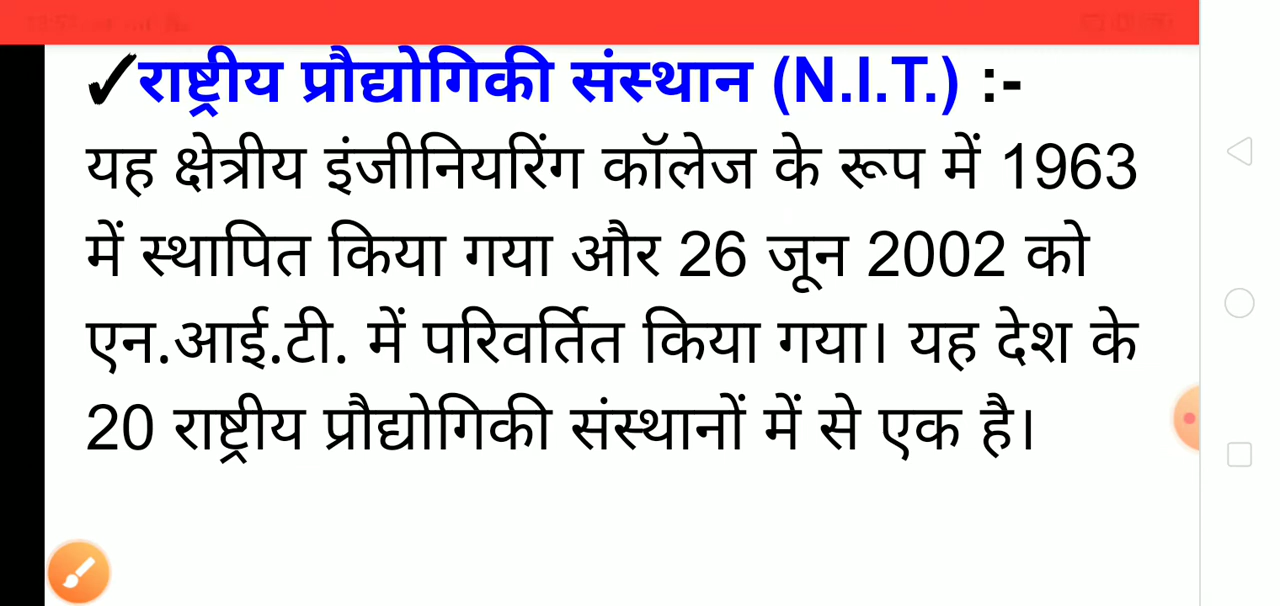 ✓राष्ट्रीय प्रौद्योगिकी संस्थान (N.I.T.) :-
यह क्षेत्रीय इंजीनियरिंग कॉलेज के रूप में 1963
में स्थापित किया गया और 26 जून 2002 को
एन.आई.टी. में परिवर्तित किया गया। यह देश के
20 राष्ट्रीय प्रौद्योगिकी संस्थानों में से एक है।